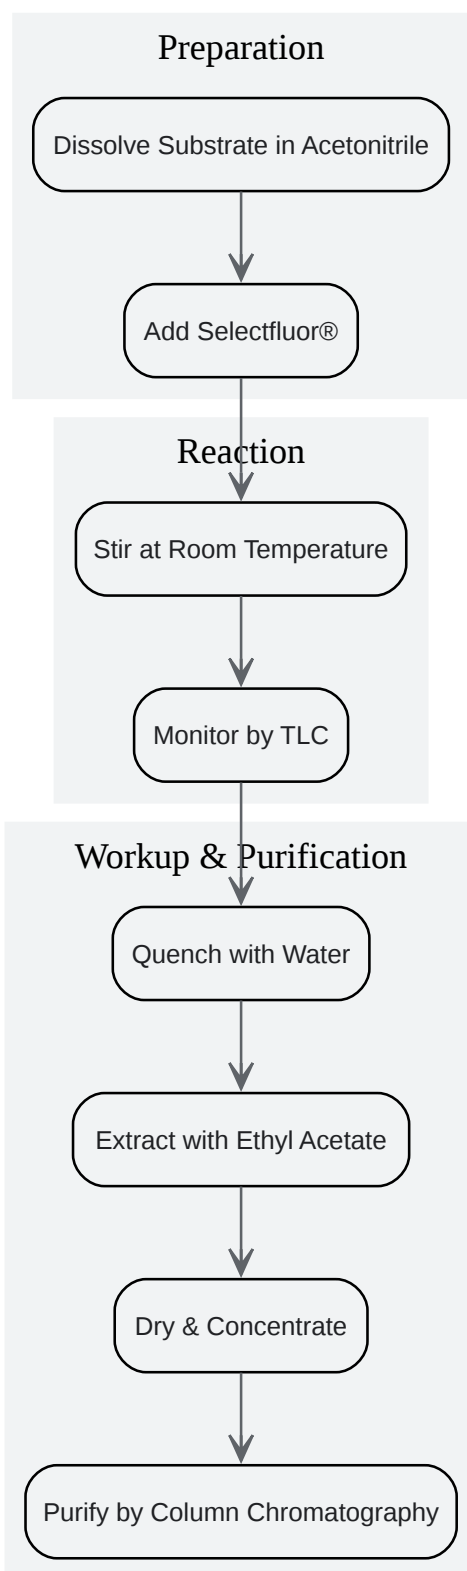 Preparation
Dissolve Substrate in Acetonitrile
Add Selectfluor®
Reaction
Stir at Room Temperature
Monitor by TLC
Workup & Purification
Quench with Water
Extract with Ethyl Acetate
Dry & Concentrate
Purify by Column Chromatography